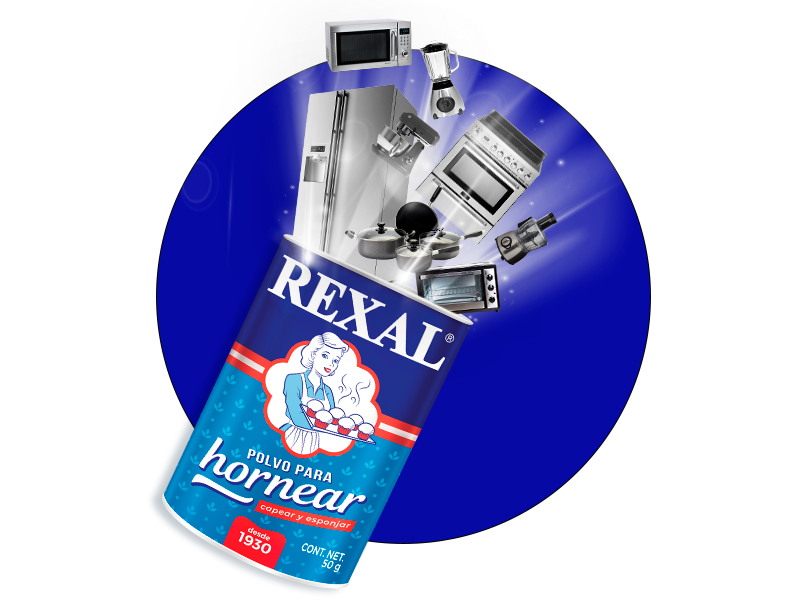 REXAL®
POLVO PARA
hornear
capear y esponjar
desde
1930
CONT. NET.
50 g